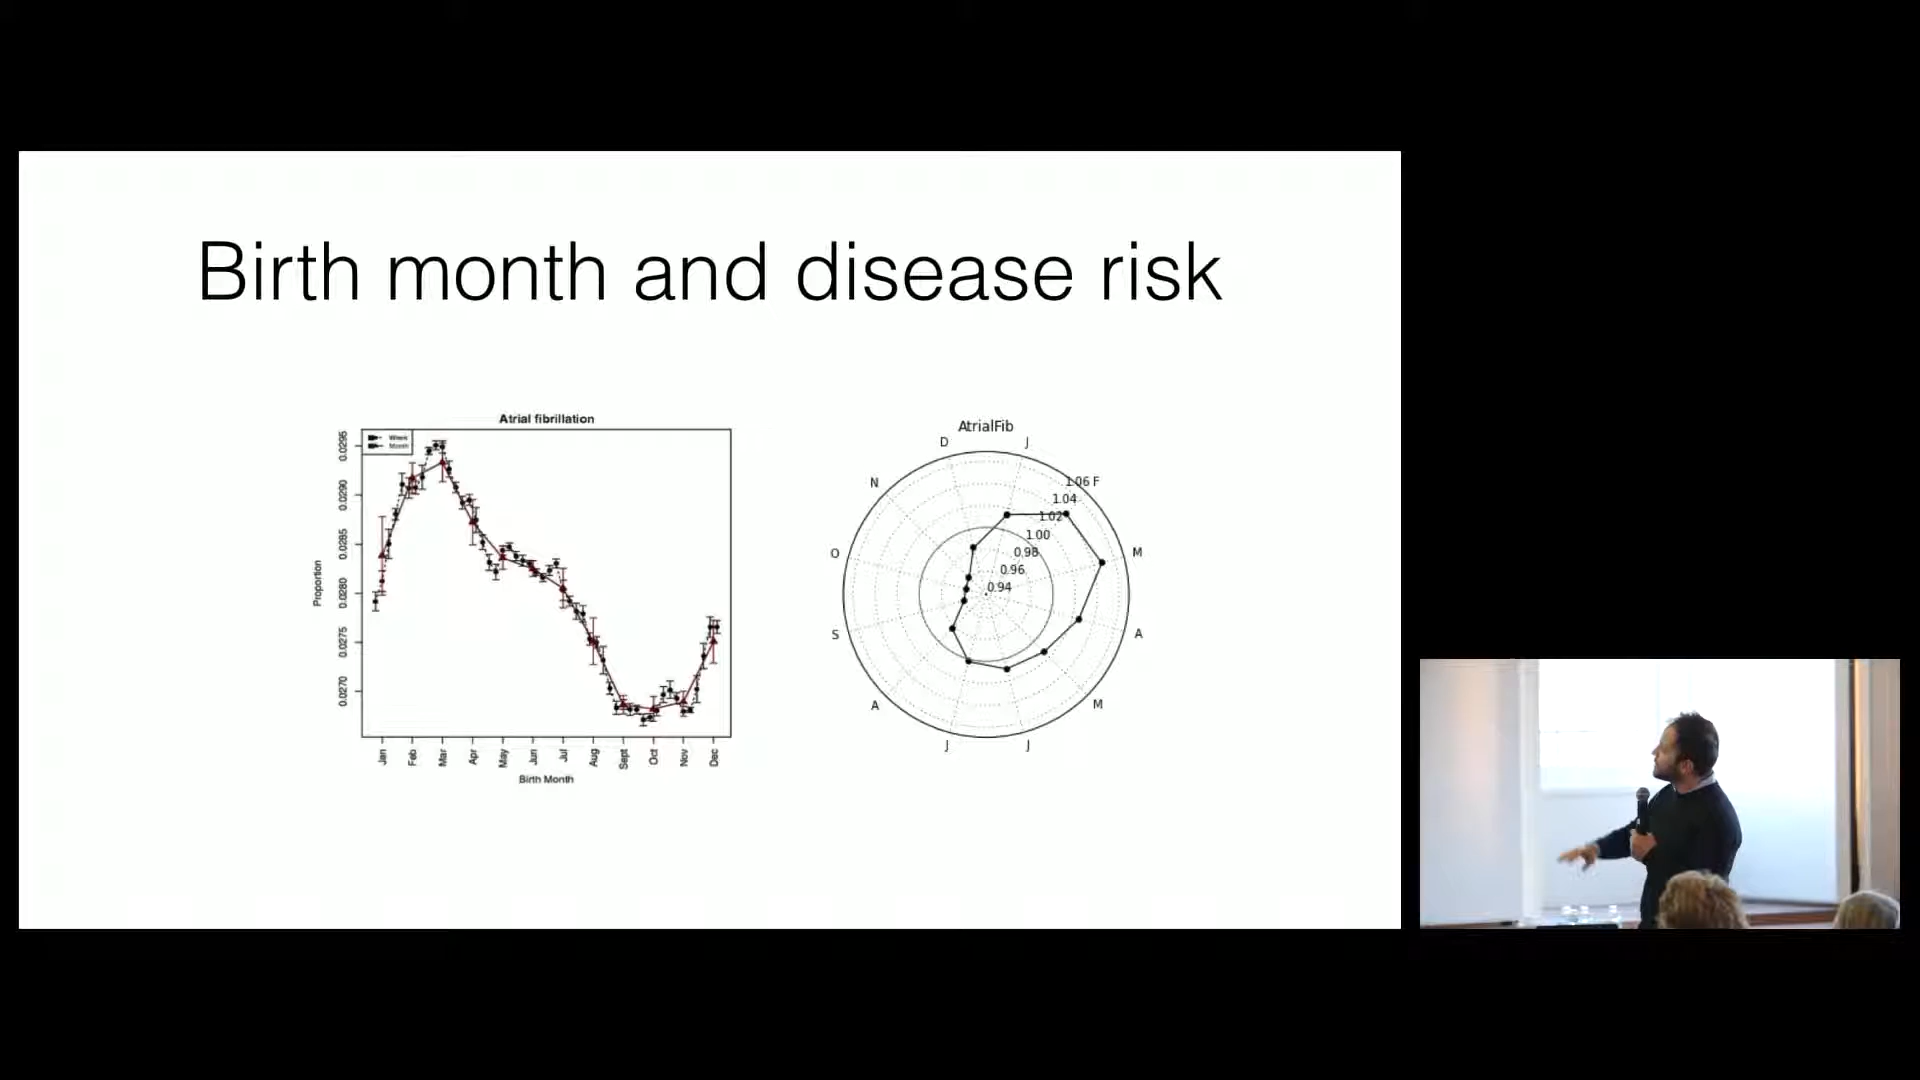 Birth month and disease risk
Atrial fibrillation
Week
Month
0.0295
0.0290
0.0285
0.0280
0.0275
0.0270
Proportion
Jan
Feb
Mar
Apr
May
Jun
Jul
Aug
Sept
Oct
Nov
Dec
Birth Month
AtrialFib
D
J
N
1.06 F
1.04
1.02
1.00
O
0.98
M
0.96
0.94
S
A
A
M
J
J